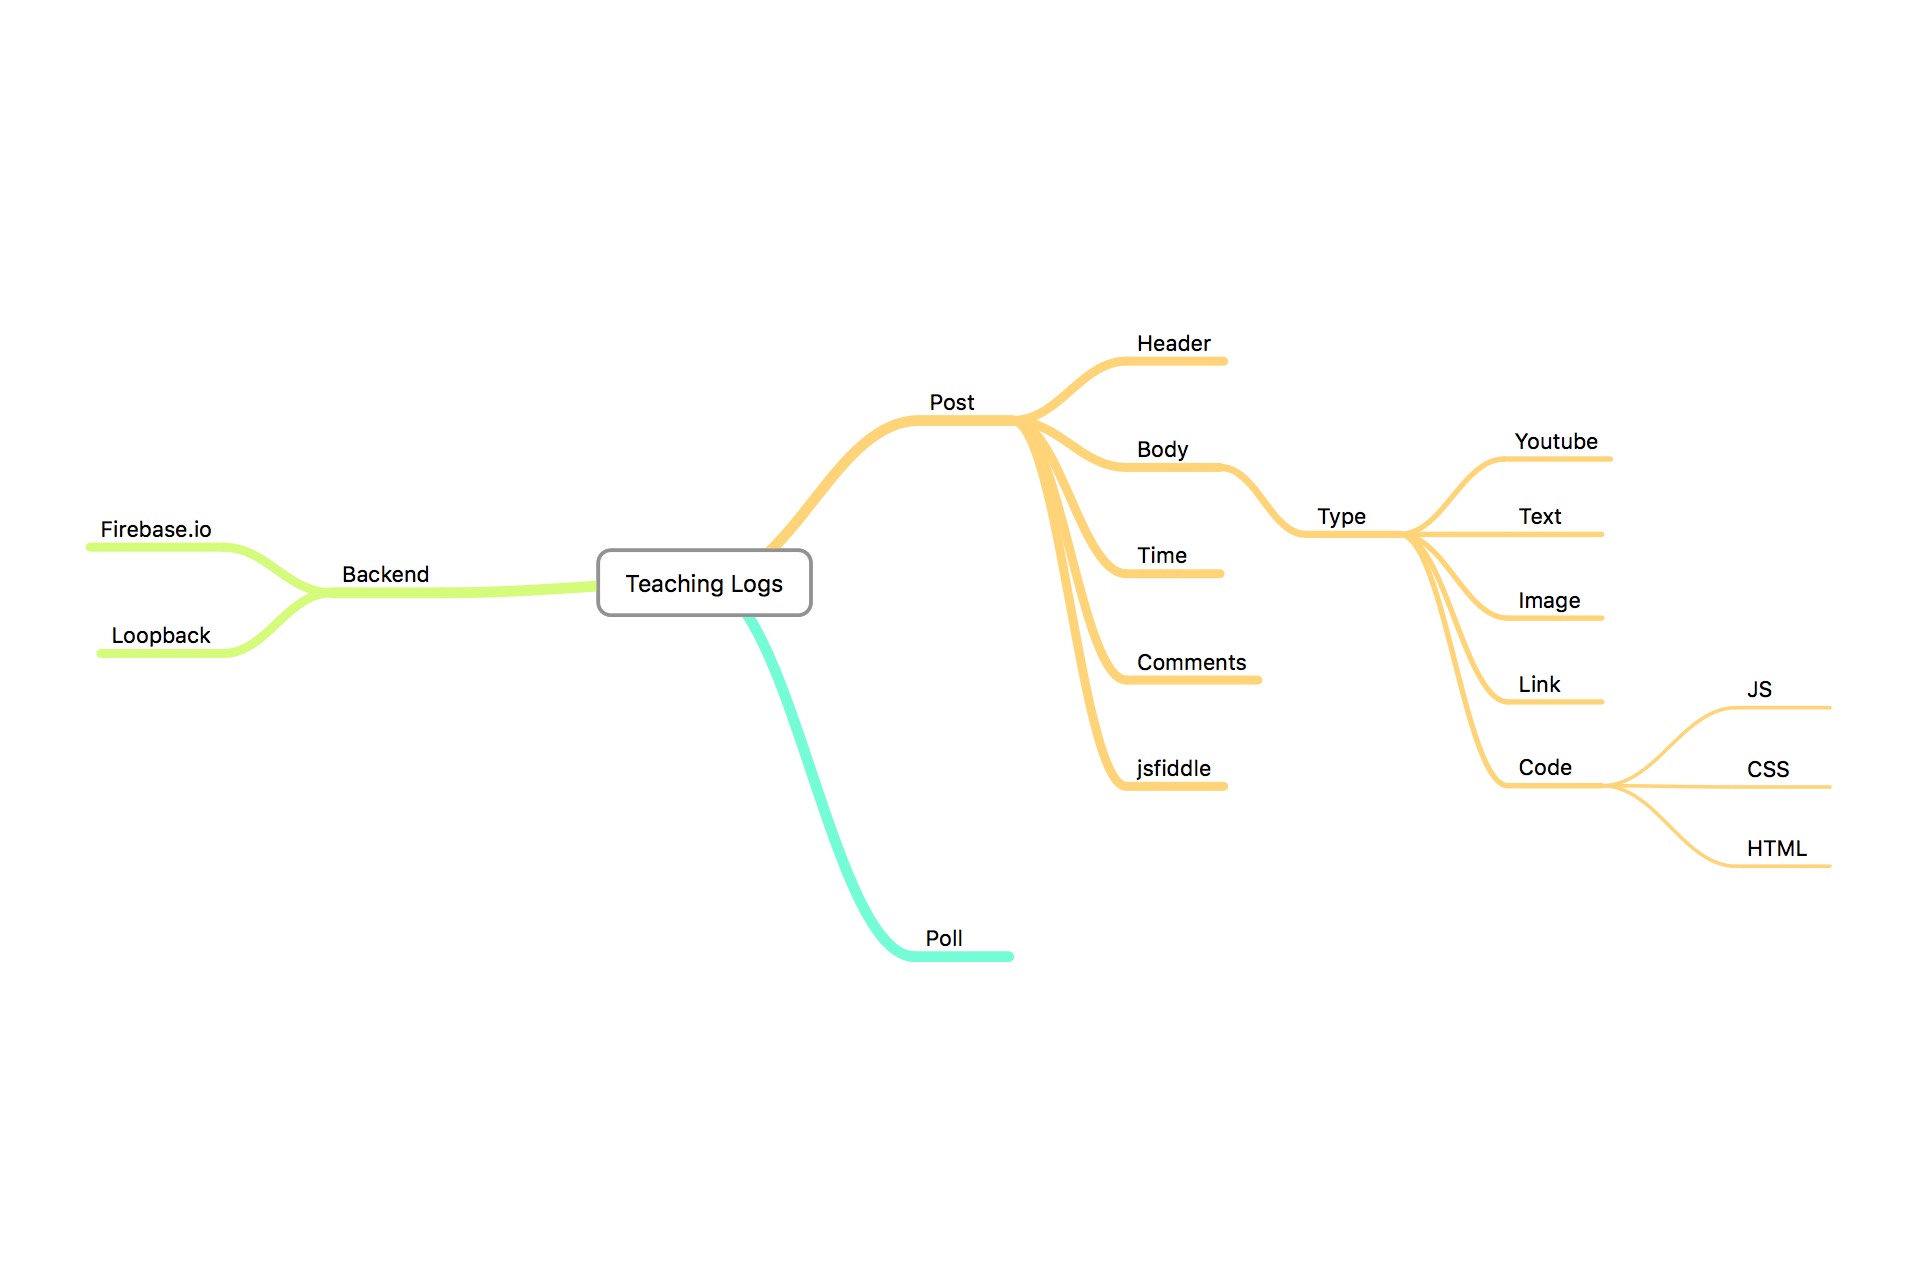 Teaching Logs
Post
Header
Body
Type
Youtube
Text
Image
Link
Code
JS
CSS
HTML
Time
Comments
jsfiddle
Poll
Backend
Firebase.io
Loopback